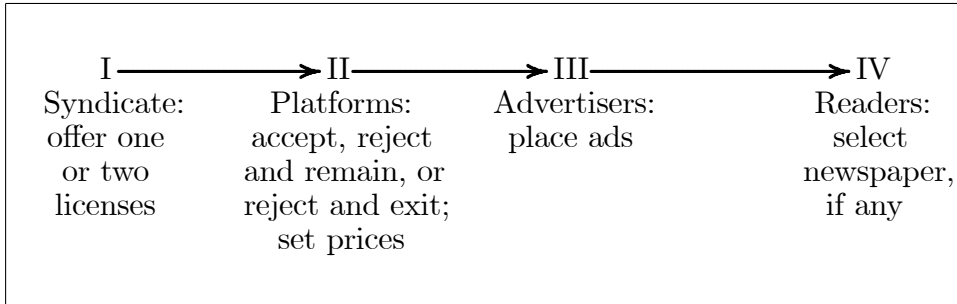 I II III IV
Syndicate: Platforms: Advertisers: Readers:
offer one accept, reject place ads select
or two and remain, or newspaper,
licenses reject and exit; if any
set prices